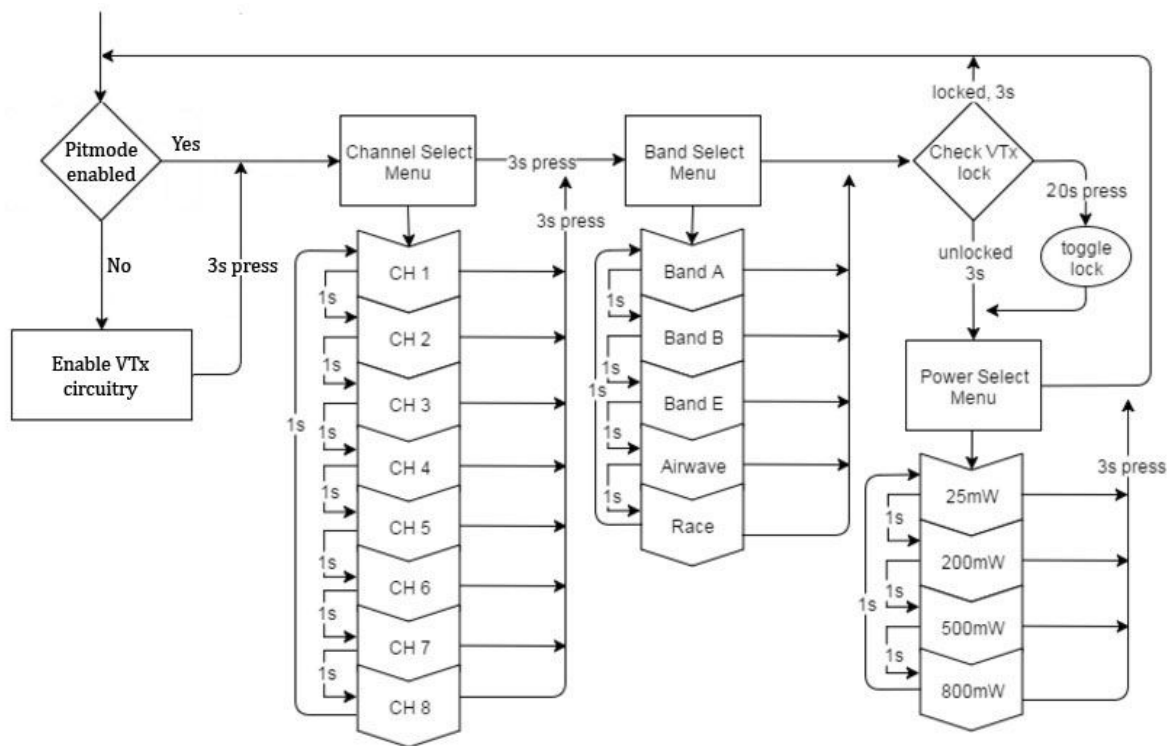 Pitmode
enabled
Yes
No
3s press
Enable VTx
circuitry
Channel Select
Menu
3s press
3s press
CH 1
CH 2
CH 3
CH 4
CH 5
CH 6
CH 7
CH 8
1s
1s
1s
1s
1s
1s
1s
1s
Band Select
Menu
Band A
Band B
Band E
Airwave
Race
1s
1s
1s
1s
1s
locked, 3s
Check VTx
lock
20s press
toggle
lock
unlocked
3s
Power Select
Menu
3s press
25mW
200mW
500mW
800mW
1s
1s
1s
1s